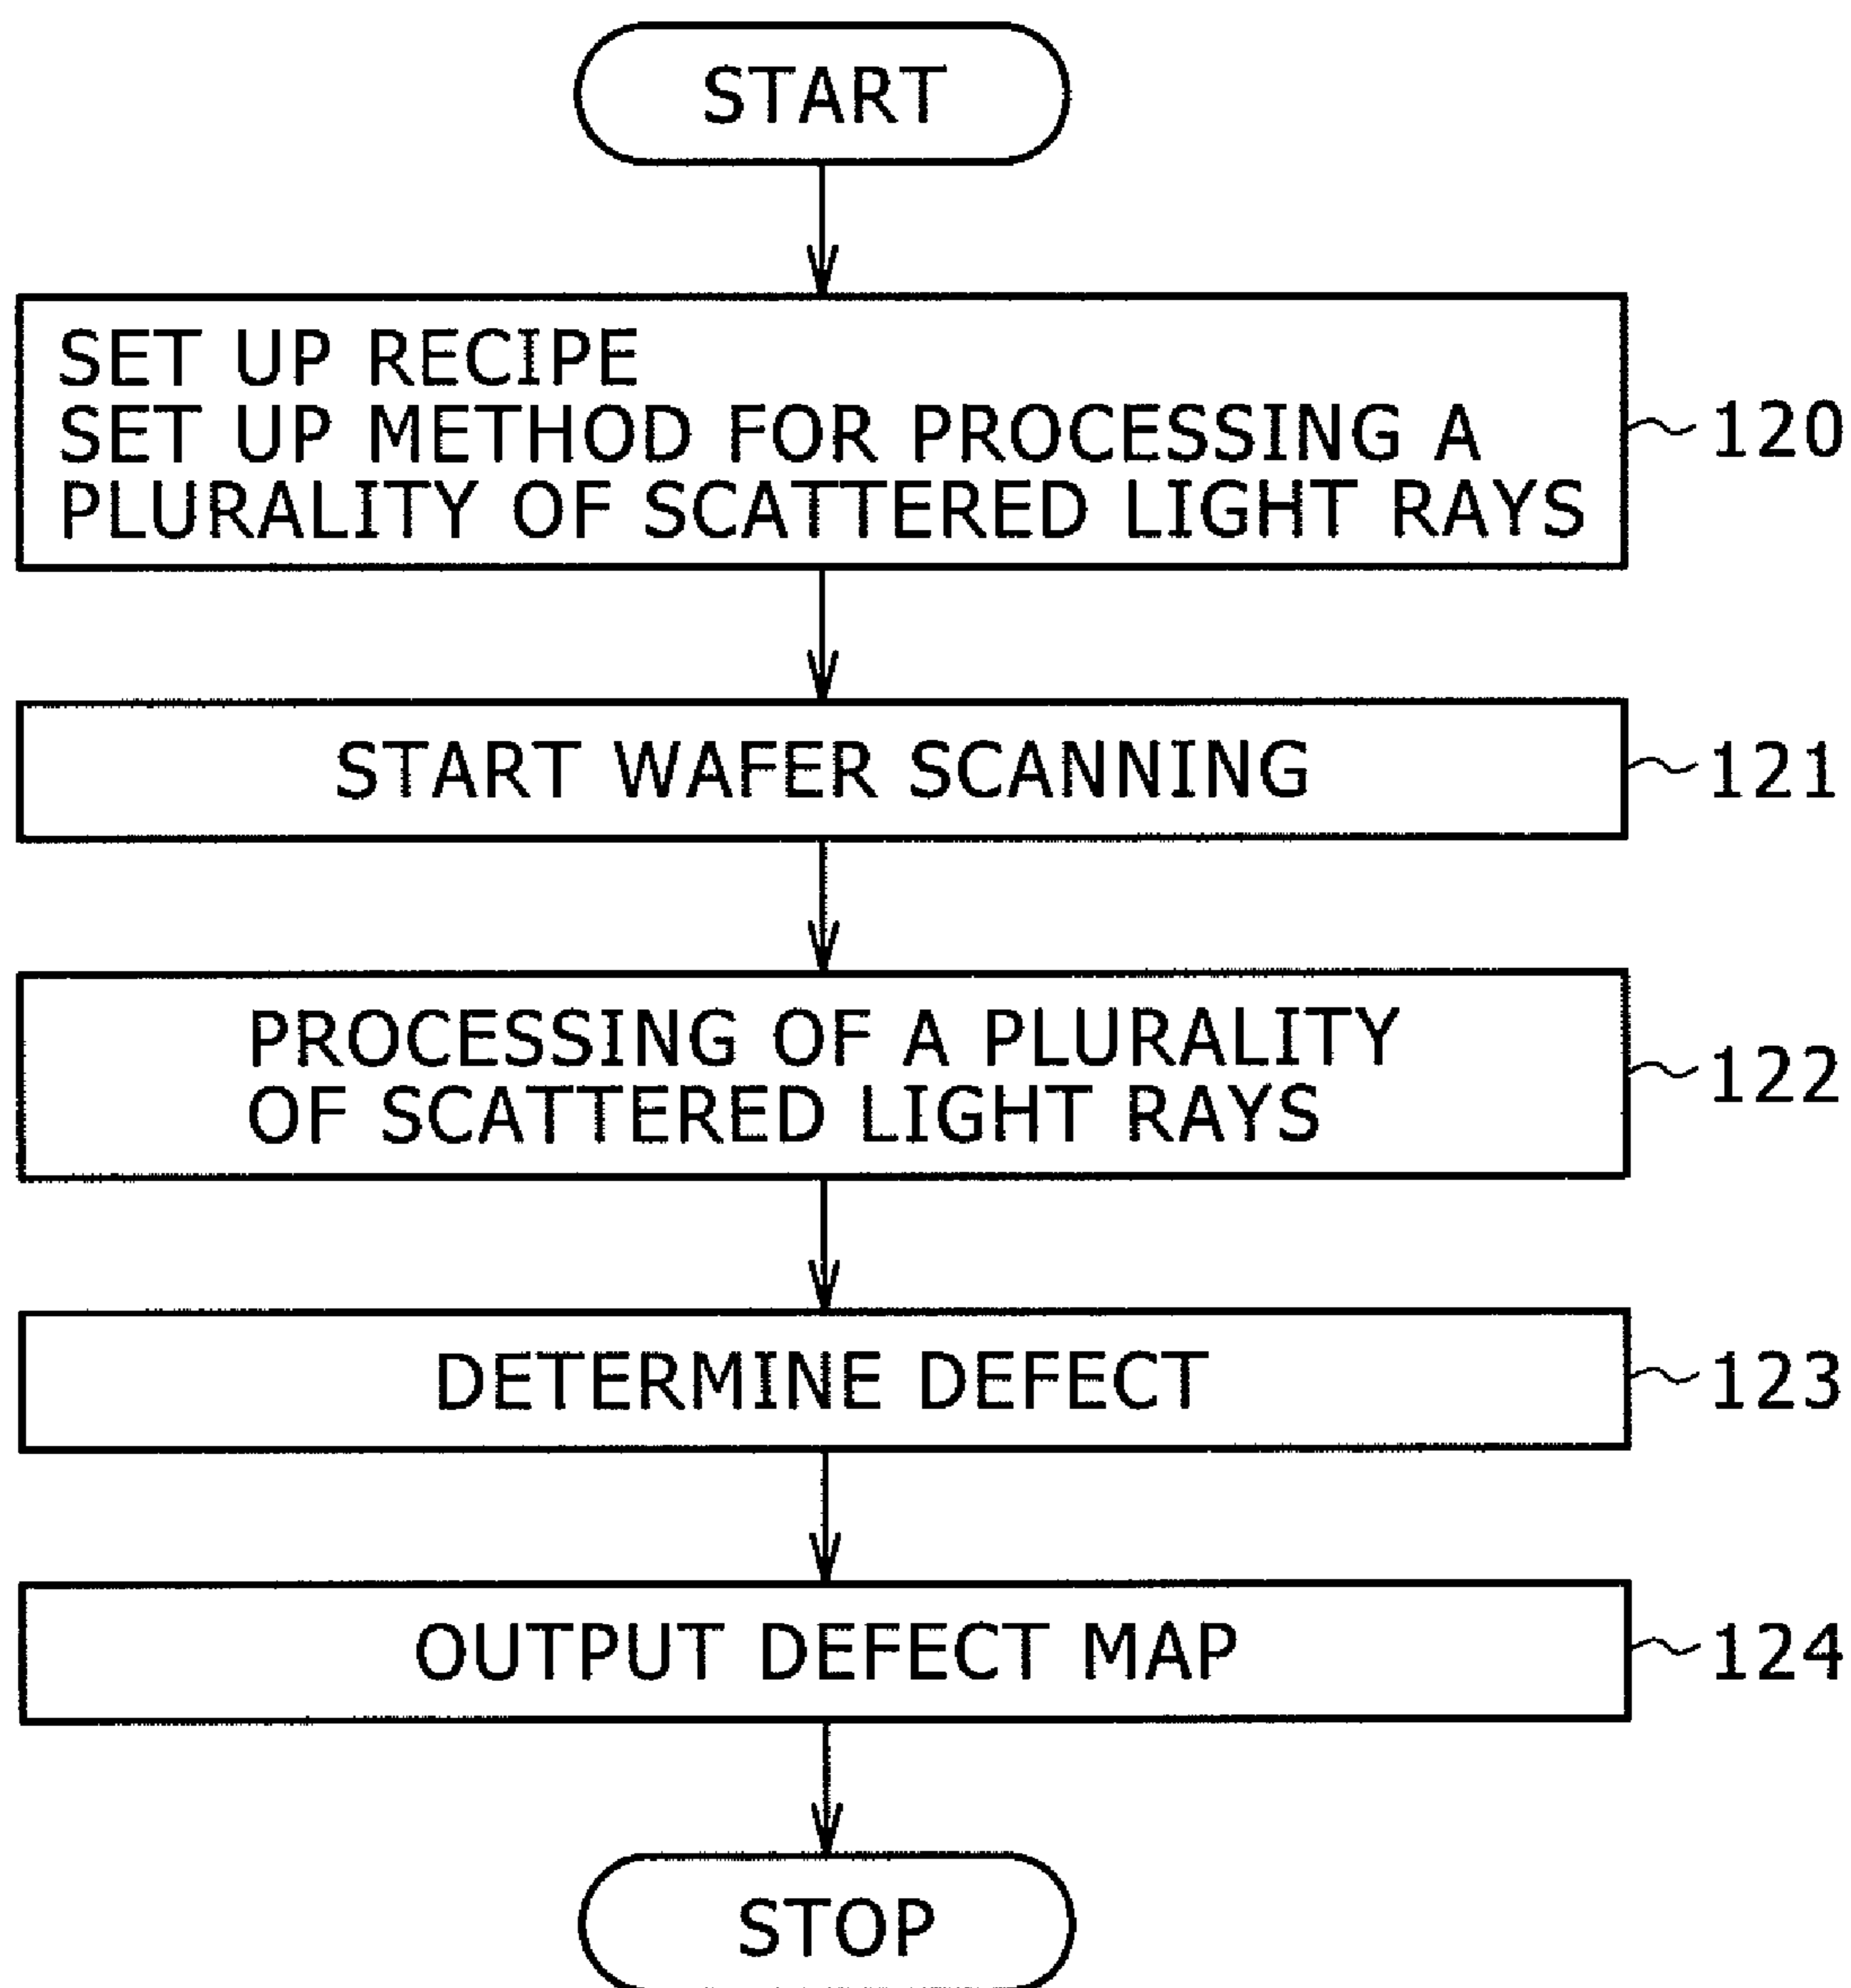 START
SET UP RECIPE
SET UP METHOD FOR PROCESSING A
PLURALITY OF SCATTERED LIGHT RAYS
120
START WAFER SCANNING
121
PROCESSING OF A PLURALITY
OF SCATTERED LIGHT RAYS
122
DETERMINE DEFECT
123
OUTPUT DEFECT MAP
124
STOP